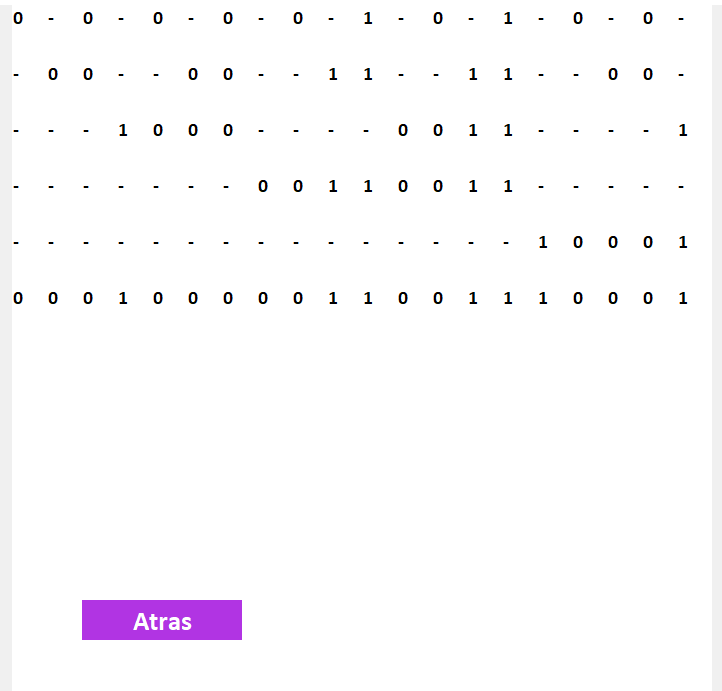 0 - 0 - 0 - 0 - 0 - 1 - 0 - 1 - 0 - 0 -
- 0 0 - - 0 0 - - 1 1 - - 1 1 - - 0 0 -
- - - 1 0 0 0 - - - - 0 0 1 1 - - - - 1
- - - - - - - 0 0 1 1 0 0 1 1 - - - - -
- - - - - - - - - - - - - - - 1 0 0 0 1
0 0 0 1 0 0 0 0 0 1 1 0 0 1 1 1 0 0 0 1
Atras